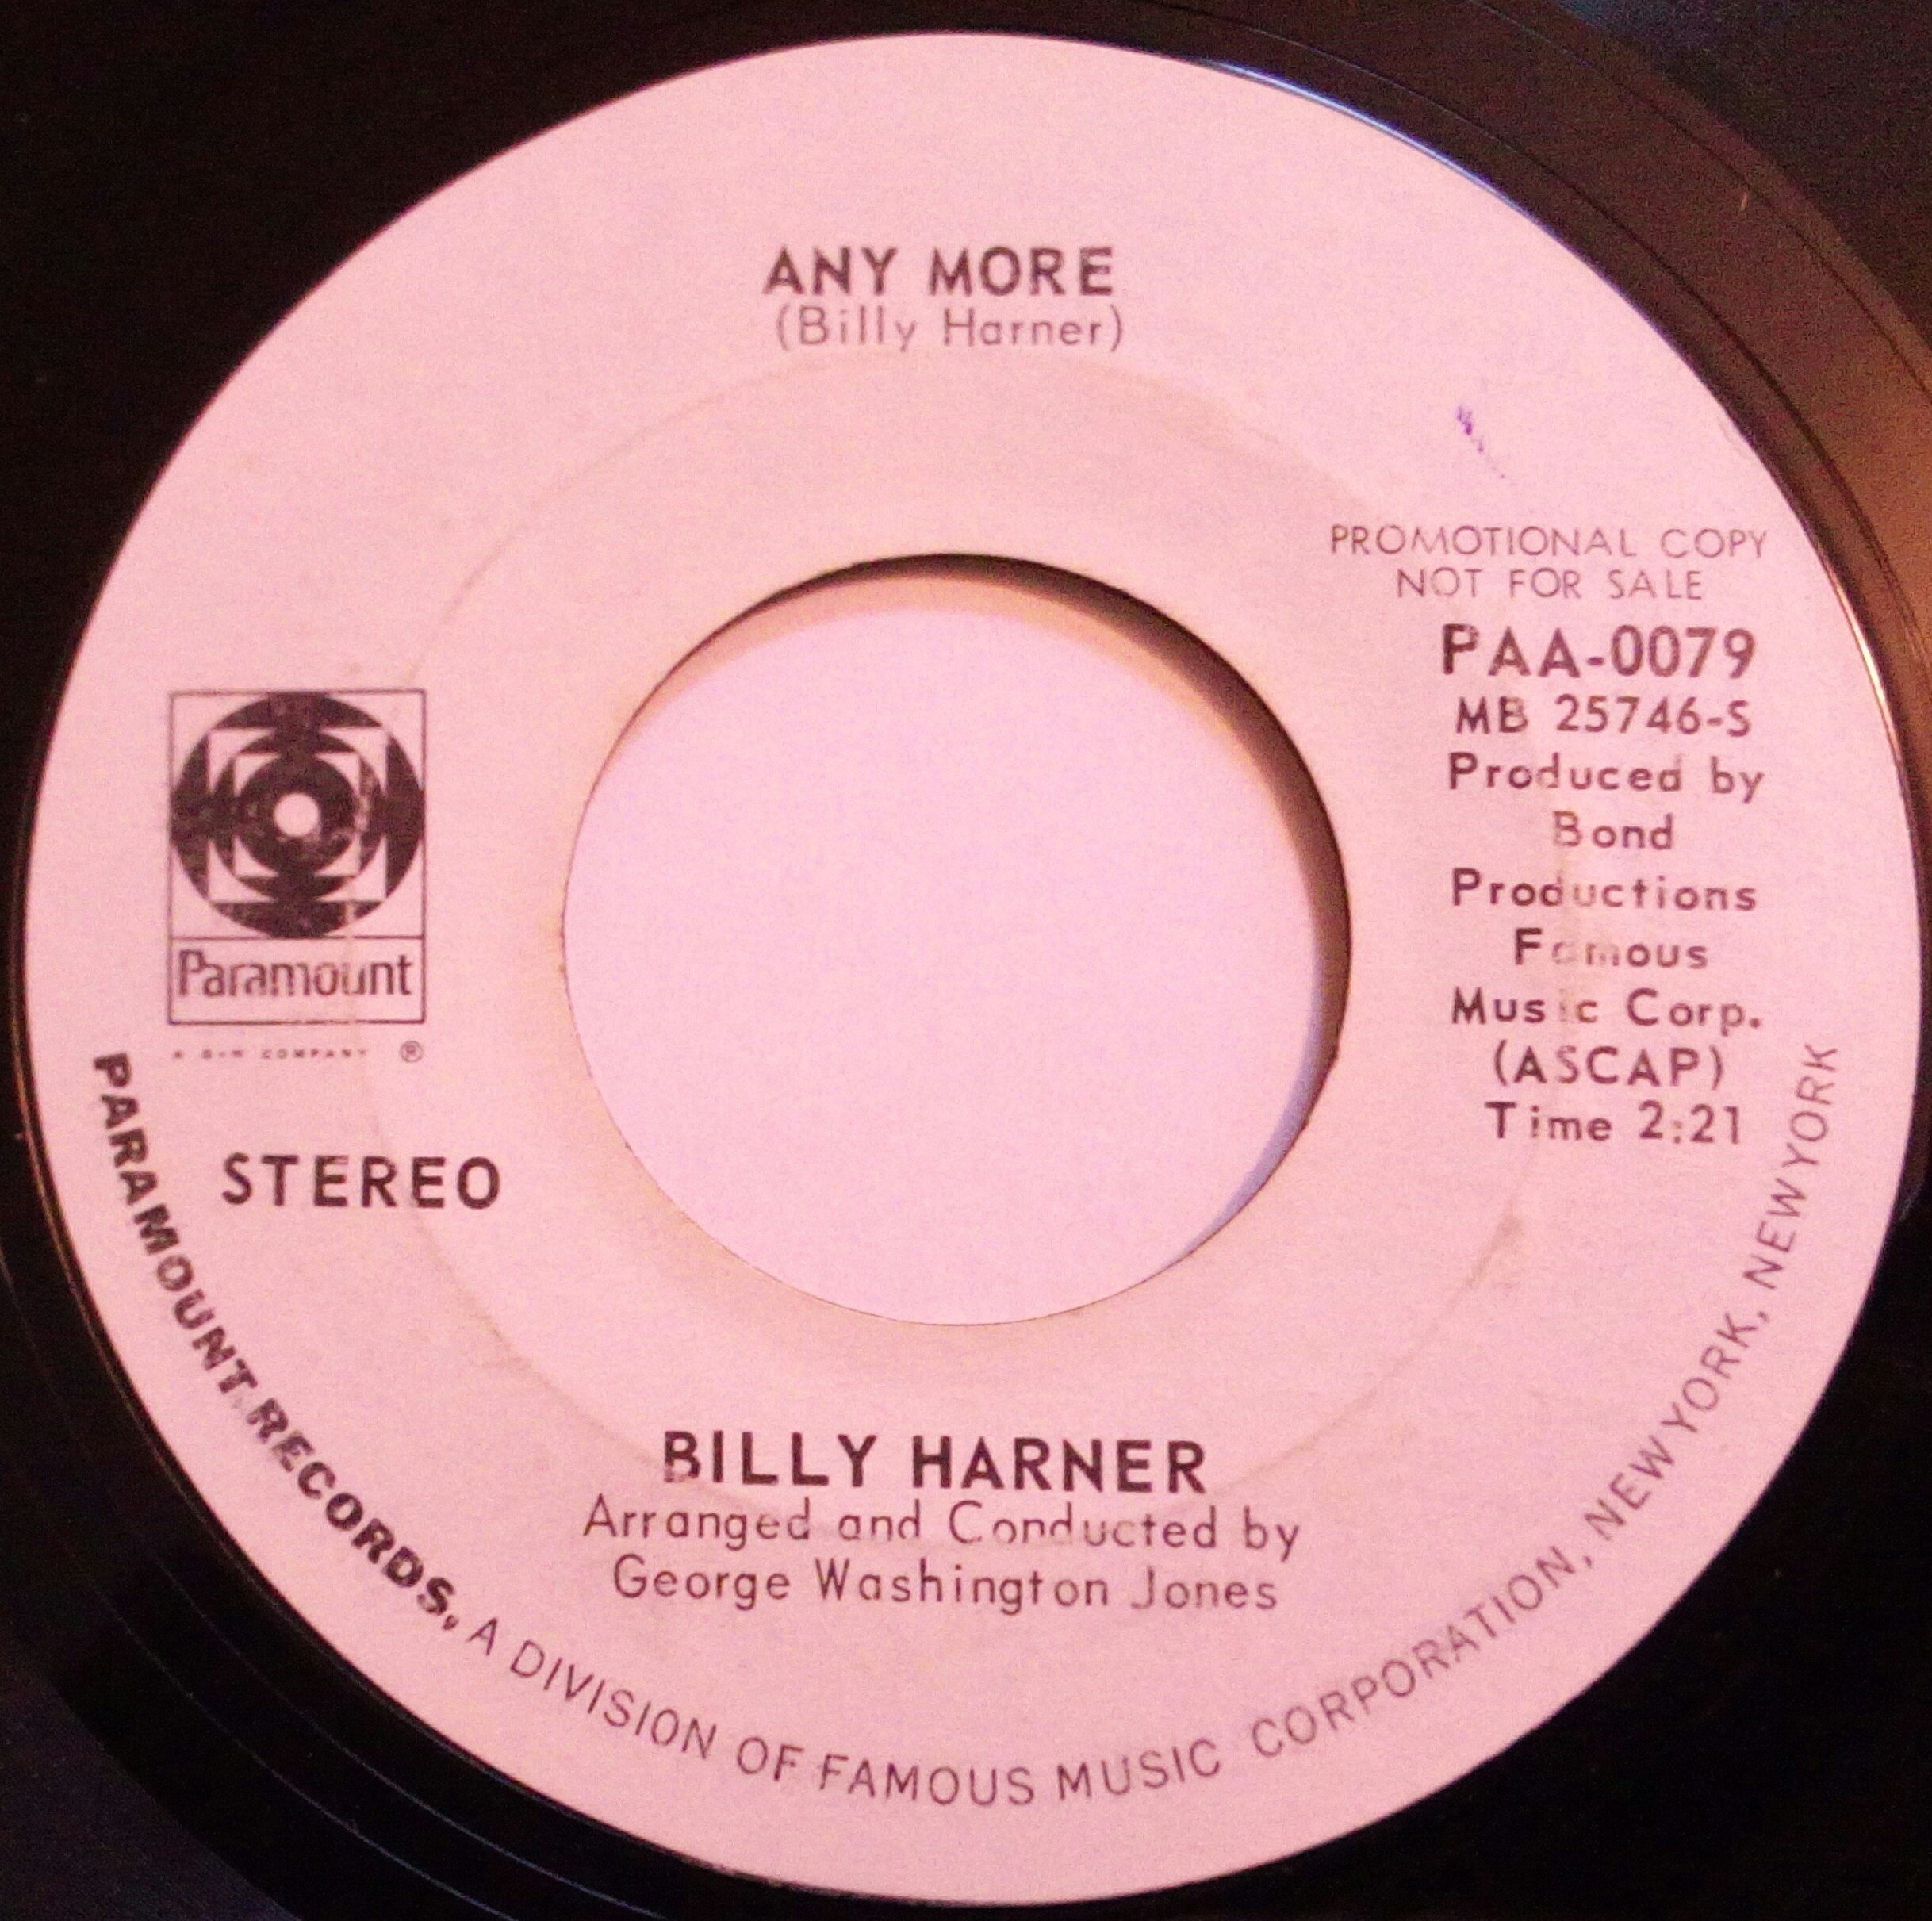 ANY MORE
(Billy Harner)
PROMOTIONAL COPY
NOT FOR SALE
PAA-0079
MB 25746-S
Produced by
Bond
Productions
Famous
Music Corp.
(ASCAP)
Time 2:21
Paramount
A G+W COMPANY ®
STEREO
BILLY HARNER
Arranged and Conducted by
George Washington Jones
PARAMOUNT RECORDS, A DIVISION OF FAMOUS MUSIC CORPORATION, NEW YORK, NEW YORK